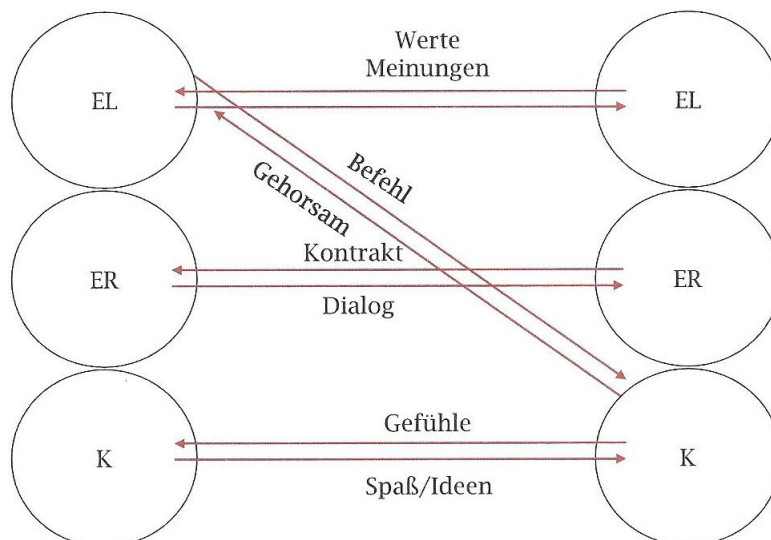 Werte
Meinungen
EL
EL
Befehl
Gehorsam
Kontrakt
ER
ER
Dialog
Gefühle
K
K
Spaß/Ideen